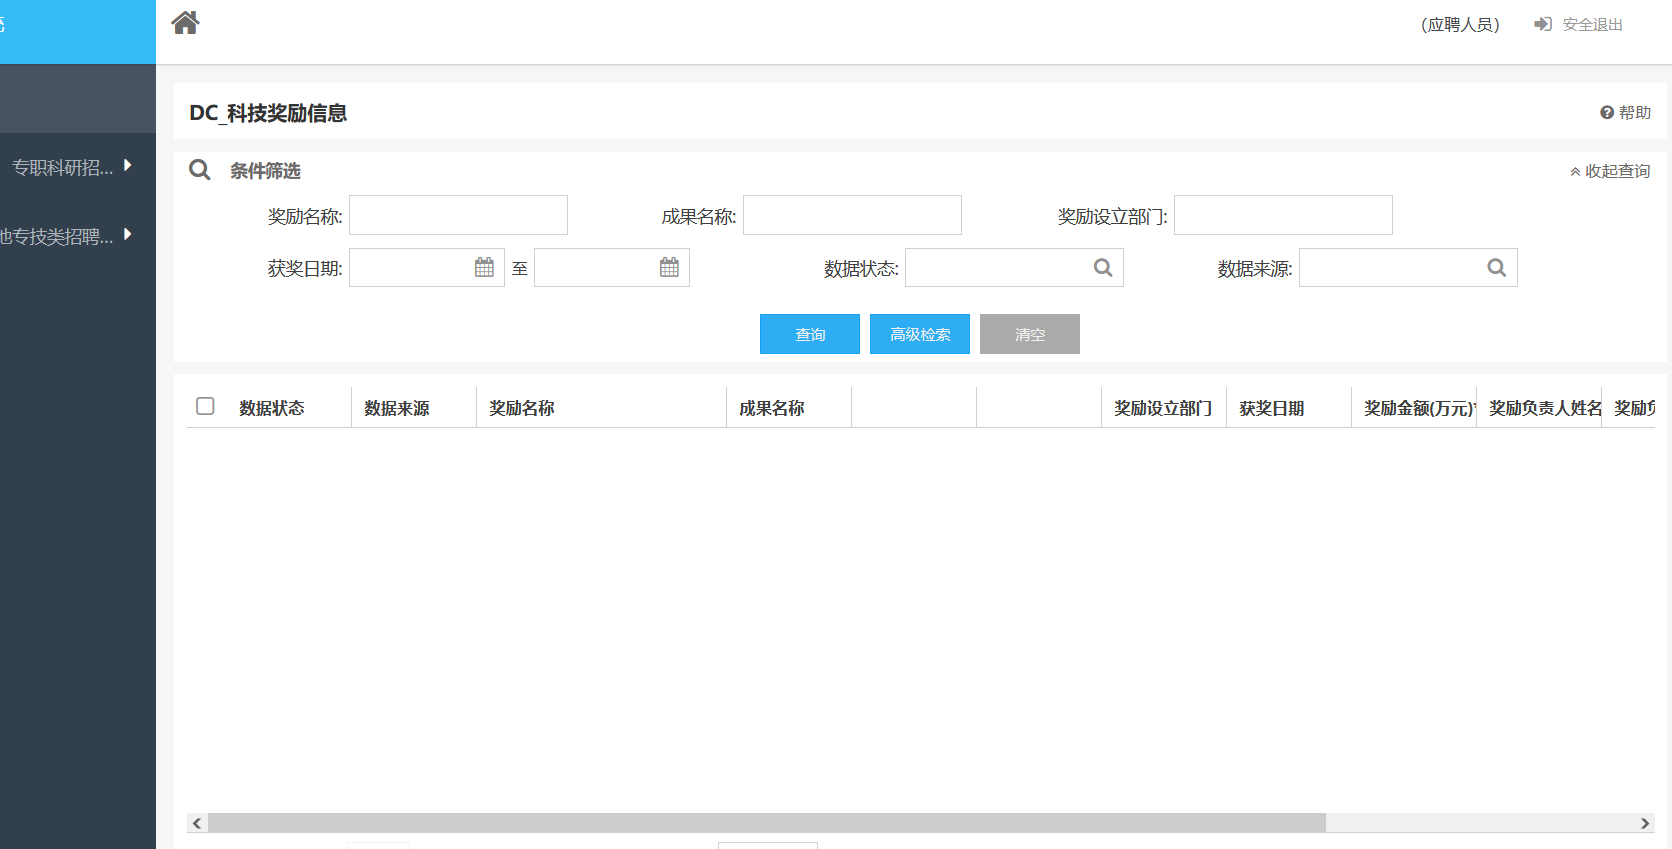 (应聘人员) 安全退出
DC_科技奖励信息 帮助
条件筛选 收起查询
专职科研招...
他专技类招聘...
奖励名称: 成果名称: 奖励设立部门:
获奖日期: 至 数据状态: 数据来源:
查询 高级检索 清空
数据状态 数据来源 奖励名称 成果名称 奖励设立部门 获奖日期 奖励金额(万元)* 奖励负责人姓名 奖励负